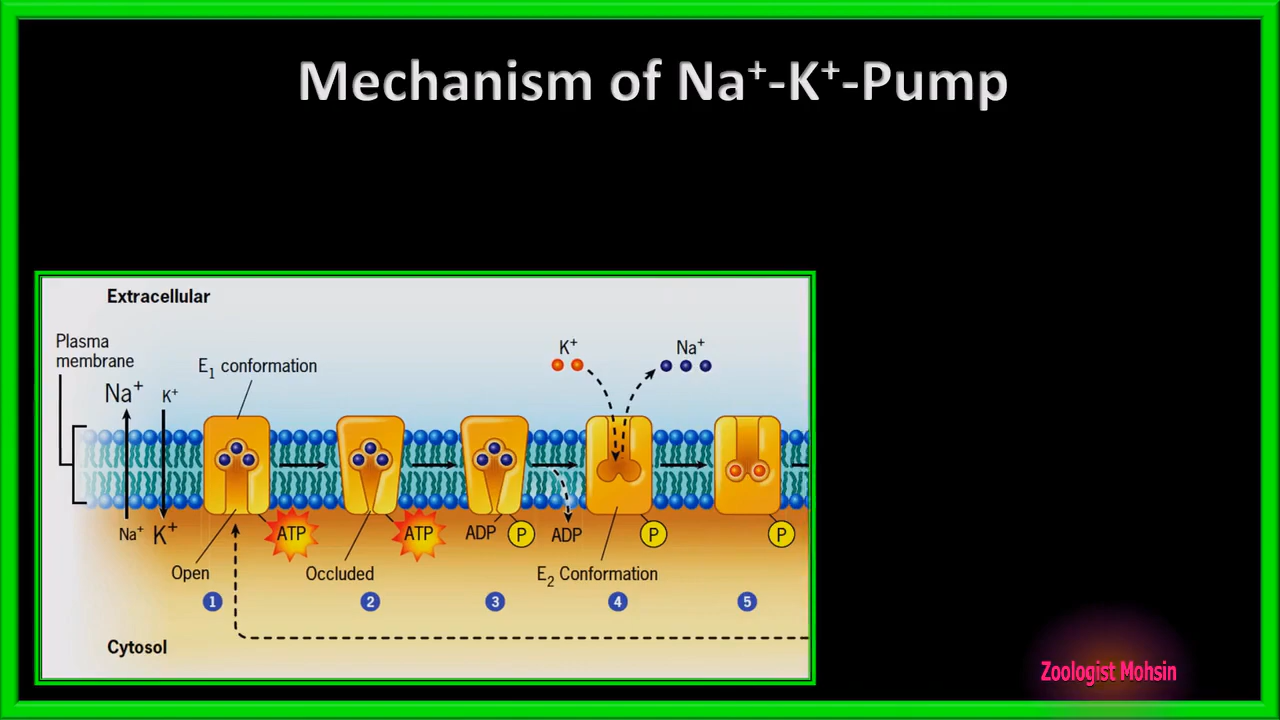 Mechanism of Na⁺-K⁺-Pump
Extracellular
Plasma
membrane
E₁ conformation
K⁺
Na⁺
Na⁺
K⁺
Na⁺
K⁺
ATP
ATP
ADP
P
ADP
P
P
Open
Occluded
E₂ Conformation
1
2
3
4
5
Cytosol
Zoologist Mohsin